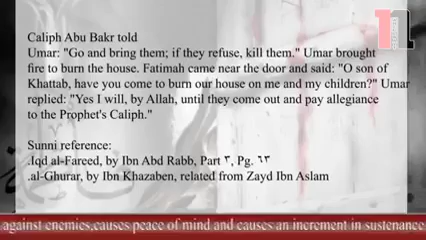 Caliph Abu Bakr told
Umar: "Go and bring them; if they refuse, kill them." Umar brought
fire to burn the house. Fatimah came near the door and said: "O son of
Khattab, have you come to burn our house on me and my children?" Umar
replied: "Yes I will, by Allah, until they come out and pay allegiance
to the Prophet's Caliph."
Sunni reference:
.Iqd al-Fareed, by Ibn Abd Rabb, Part ٣, Pg. ٦٣
.al-Ghurar, by Ibn Khazaben, related from Zayd Ibn Aslam
against enemies,causes peace of mind and causes an increment in sustenance